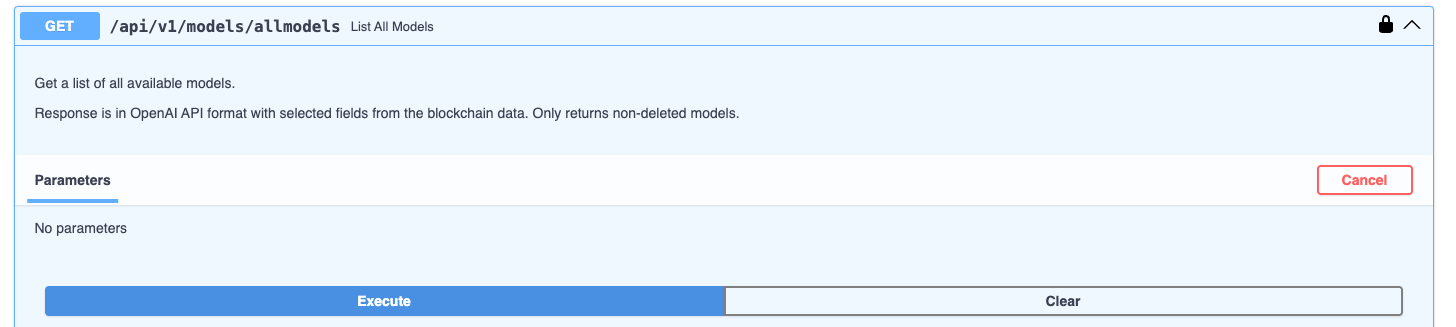 GET /api/v1/models/allmodels List All Models
Get a list of all available models.
Response is in OpenAI API format with selected fields from the blockchain data. Only returns non-deleted models.
Parameters Cancel
No parameters
Execute Clear